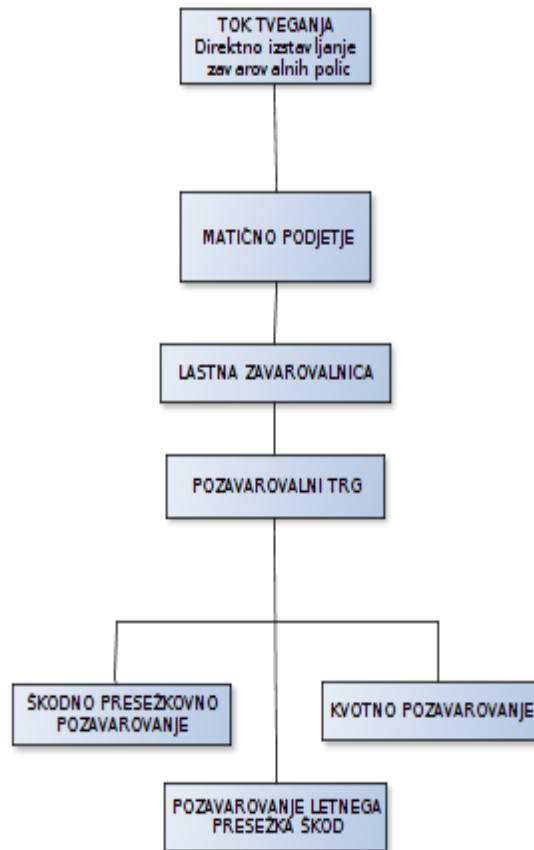 TOK TVEGANJA
Direktno izstavljanje
zavarovalnih polic
MATIČNO PODJETJE
LASTNA ZAVAROVALNICA
POZAVAROVALNI TRG
ŠKODNO PRESEŽKOVNO
POZAVAROVANJE
KVOTNO POZAVAROVANJE
POZAVAROVANJE LETNEGA
PRESEŽKA ŠKOD